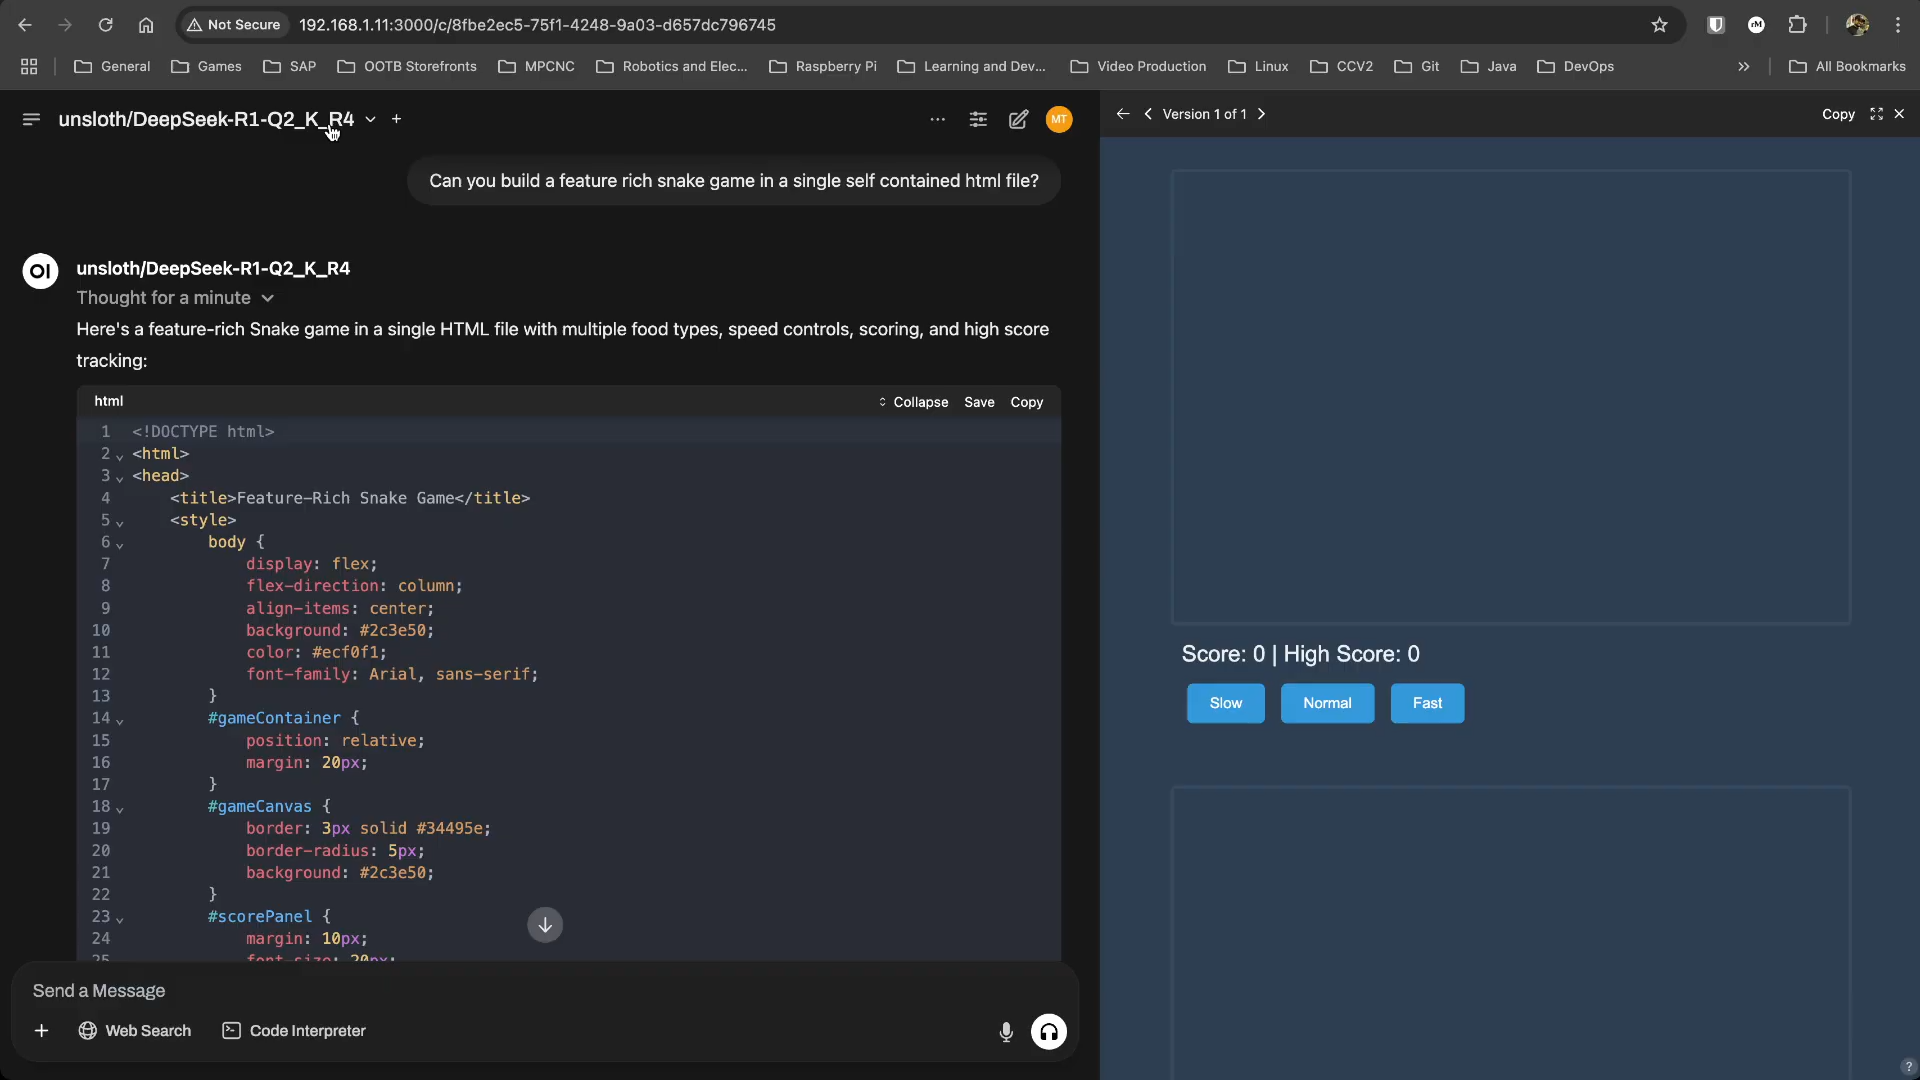 Not Secure 192.168.1.11:3000/c/8fbe2ec5-75f1-4248-9a03-d657dc796745
General Games SAP OOTB Storefronts MPCNC Robotics and Elec... Raspberry Pi Learning and Dev... Video Production Linux CCV2 Git Java DevOps All Bookmarks
unsloth/DeepSeek-R1-Q2_K_R4
MT
Can you build a feature rich snake game in a single self contained html file?
OI unsloth/DeepSeek-R1-Q2_K_R4
Thought for a minute
Here's a feature-rich Snake game in a single HTML file with multiple food types, speed controls, scoring, and high score
tracking:
html Collapse Save Copy
1 <!DOCTYPE html>
2 <html>
3 <head>
4 <title>Feature-Rich Snake Game</title>
5 <style>
6 body {
7 display: flex;
8 flex-direction: column;
9 align-items: center;
10 background: #2c3e50;
11 color: #ecf0f1;
12 font-family: Arial, sans-serif;
13 }
14 #gameContainer {
15 position: relative;
16 margin: 20px;
17 }
18 #gameCanvas {
19 border: 3px solid #34495e;
20 border-radius: 5px;
21 background: #2c3e50;
22 }
23 #scorePanel {
24 margin: 10px;
25 font-size: 20px;
Send a Message
Web Search Code Interpreter
Version 1 of 1 Copy
Score: 0 | High Score: 0
Slow Normal Fast
?